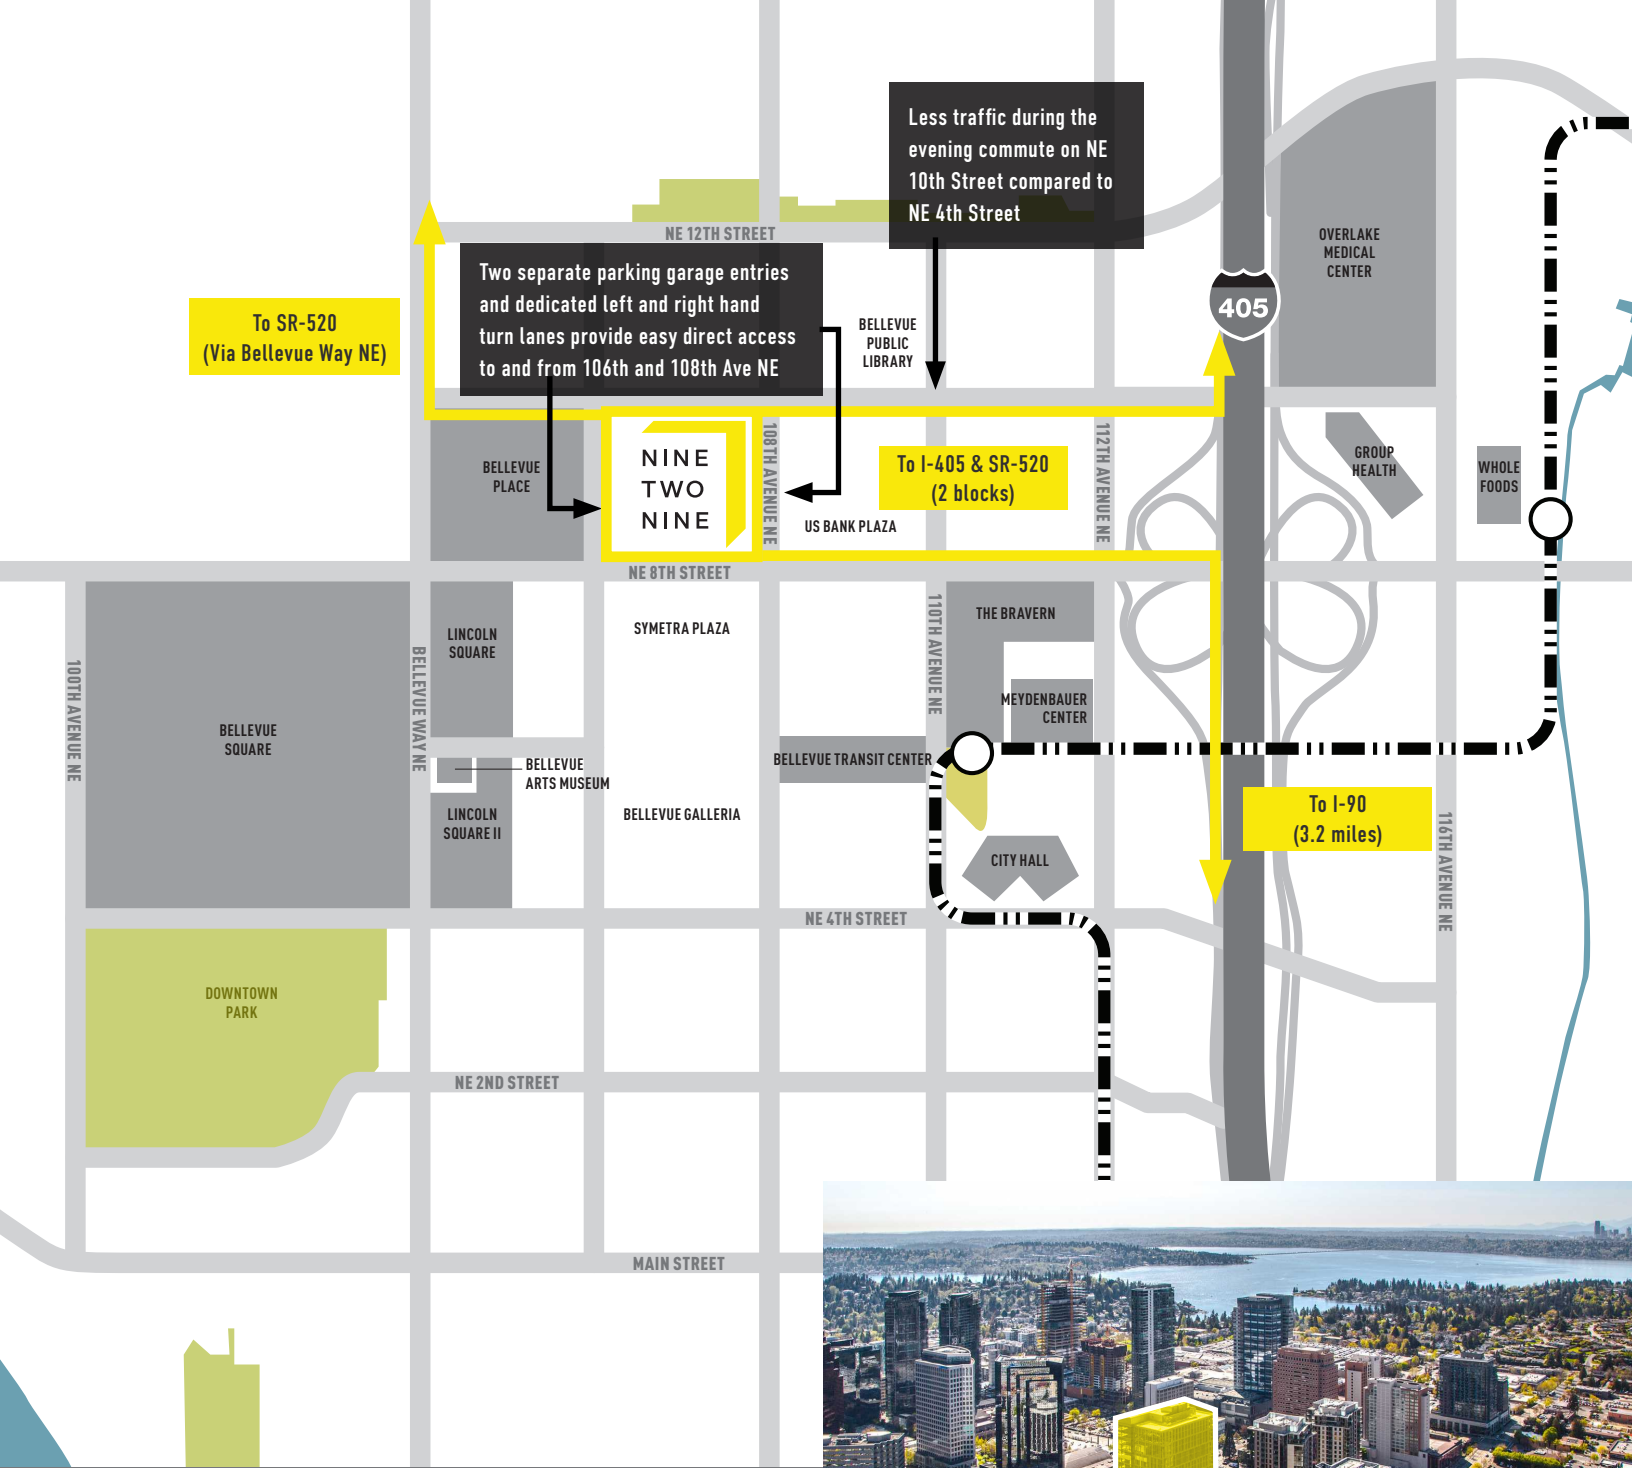 Less traffic during the
evening commute on NE
10th Street compared to
NE 4th Street
NE 12TH STREET
OVERLAKE
MEDICAL
CENTER
Two separate parking garage entries
and dedicated left and right hand
turn lanes provide easy direct access
to and from 106th and 108th Ave NE
To SR-520
(Via Bellevue Way NE)
405
BELLEVUE
PUBLIC
LIBRARY
BELLEVUE
PLACE
NINE
TWO
NINE
108TH AVENUE NE
To I-405 & SR-520
(2 blocks)
US BANK PLAZA
112TH AVENUE NE
GROUP
HEALTH
WHOLE
FOODS
NE 8TH STREET
LINCOLN
SQUARE
SYMETRA PLAZA
110TH AVENUE NE
THE BRAVERN
100TH AVENUE NE
BELLEVUE
SQUARE
BELLEVUE WAY NE
MEYDENBAUER
CENTER
BELLEVUE
ARTS MUSEUM
BELLEVUE TRANSIT CENTER
LINCOLN
SQUARE II
BELLEVUE GALLERIA
To I-90
(3.2 miles)
116TH AVENUE NE
CITY HALL
NE 4TH STREET
DOWNTOWN
PARK
NE 2ND STREET
MAIN STREET